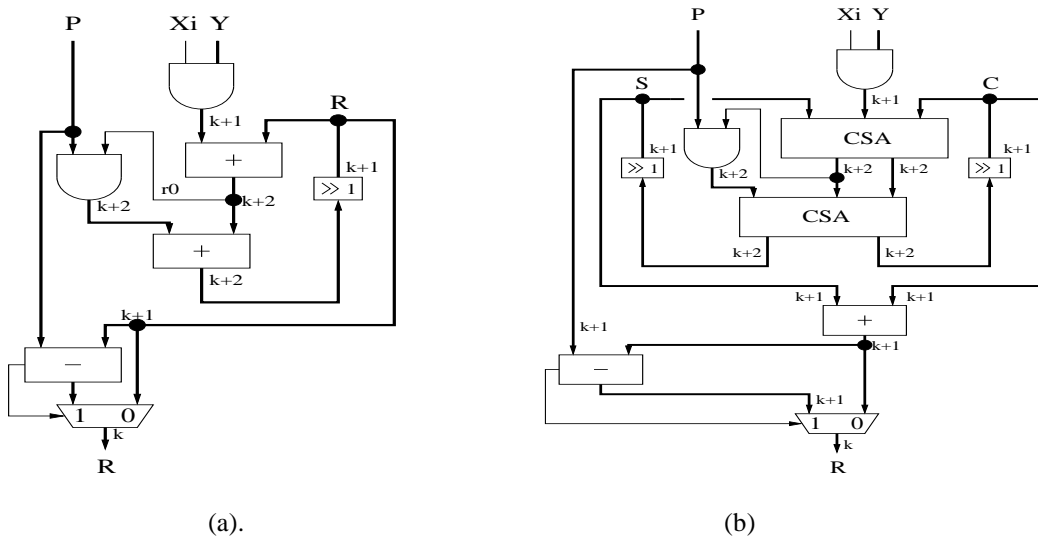 P
Xi Y
R
k+1
+
k+1
≫ 1
r0
k+2
k+2
+
k+2
k+1
−
1 0
k
R
(a).
P
Xi Y
S
C
k+1
CSA
k+1
≫ 1
k+1
≫ 1
k+2
k+2
k+2
CSA
k+2
k+2
k+1
k+1
+
k+1
k+1
−
k+1
1 0
k
R
(b)